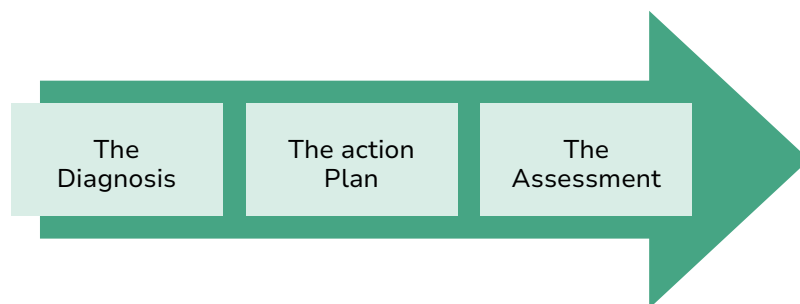 The
Diagnosis
The action
Plan
The
Assessment